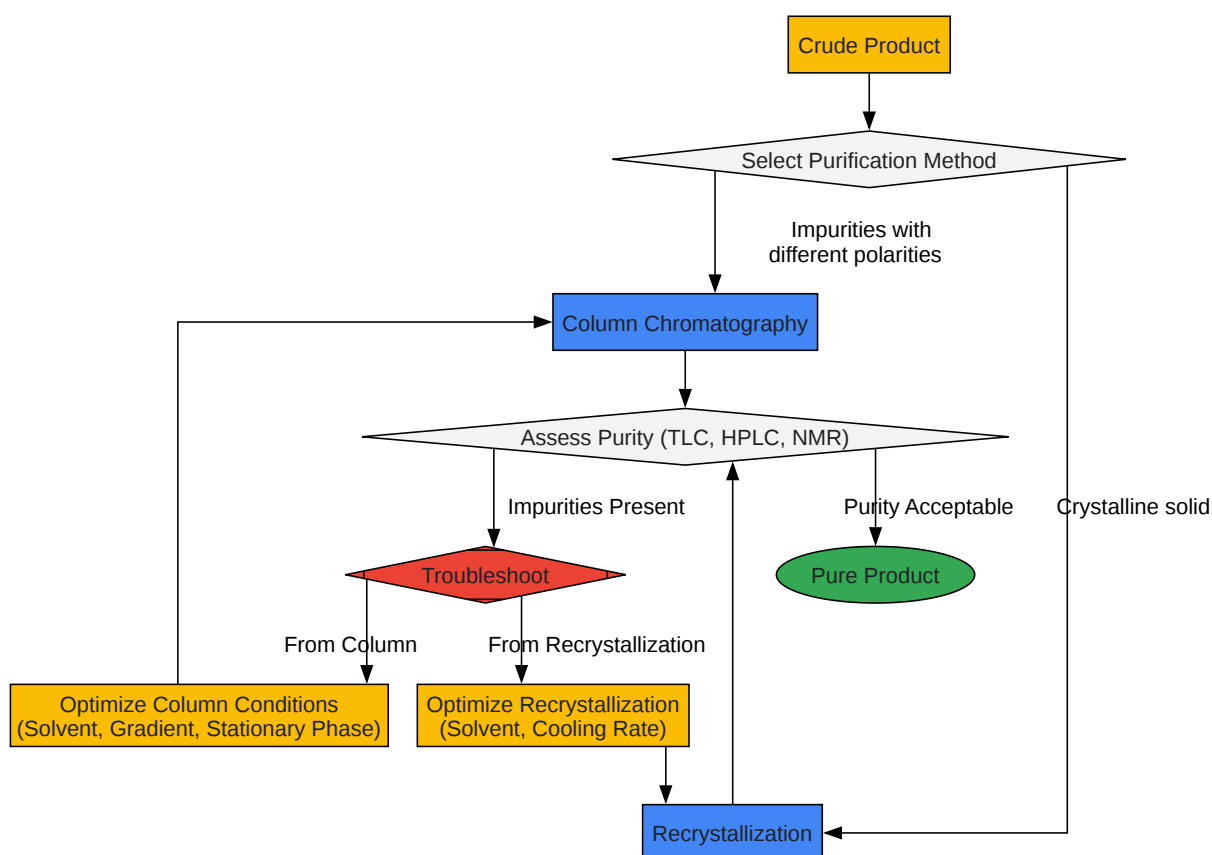 Crude Product
Select Purification Method
Impurities with
different polarities
Column Chromatography
Assess Purity (TLC, HPLC, NMR)
Impurities Present
Purity Acceptable
Crystalline solid
Troubleshoot
Pure Product
From Column
From Recrystallization
Optimize Column Conditions
(Solvent, Gradient, Stationary Phase)
Optimize Recrystallization
(Solvent, Cooling Rate)
Recrystallization